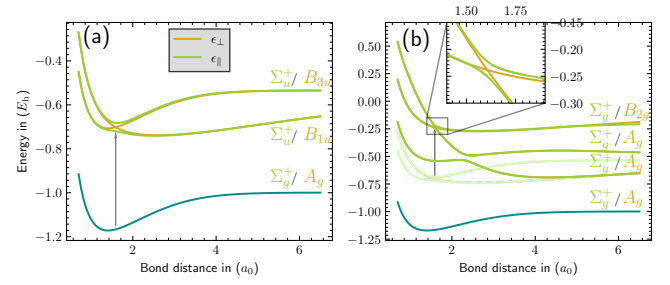 (a)
ϵ⊥
ϵ∥
Σu+/ B3u
Σu+/ B1u
Σg+/ Ag
−0.4
−0.6
−0.8
−1.0
−1.2
2
4
6
Energy in (Eh)
Bond distance in (a0)
(b)
1.50
1.75
−0.15
−0.20
−0.25
−0.30
Σg+/ B2g
Σg+/ Ag
Σg+/ Ag
Σg+/ Ag
0.50
0.25
0.00
−0.25
−0.50
−0.75
−1.00
−1.25
2
4
6
Bond distance in (a0)